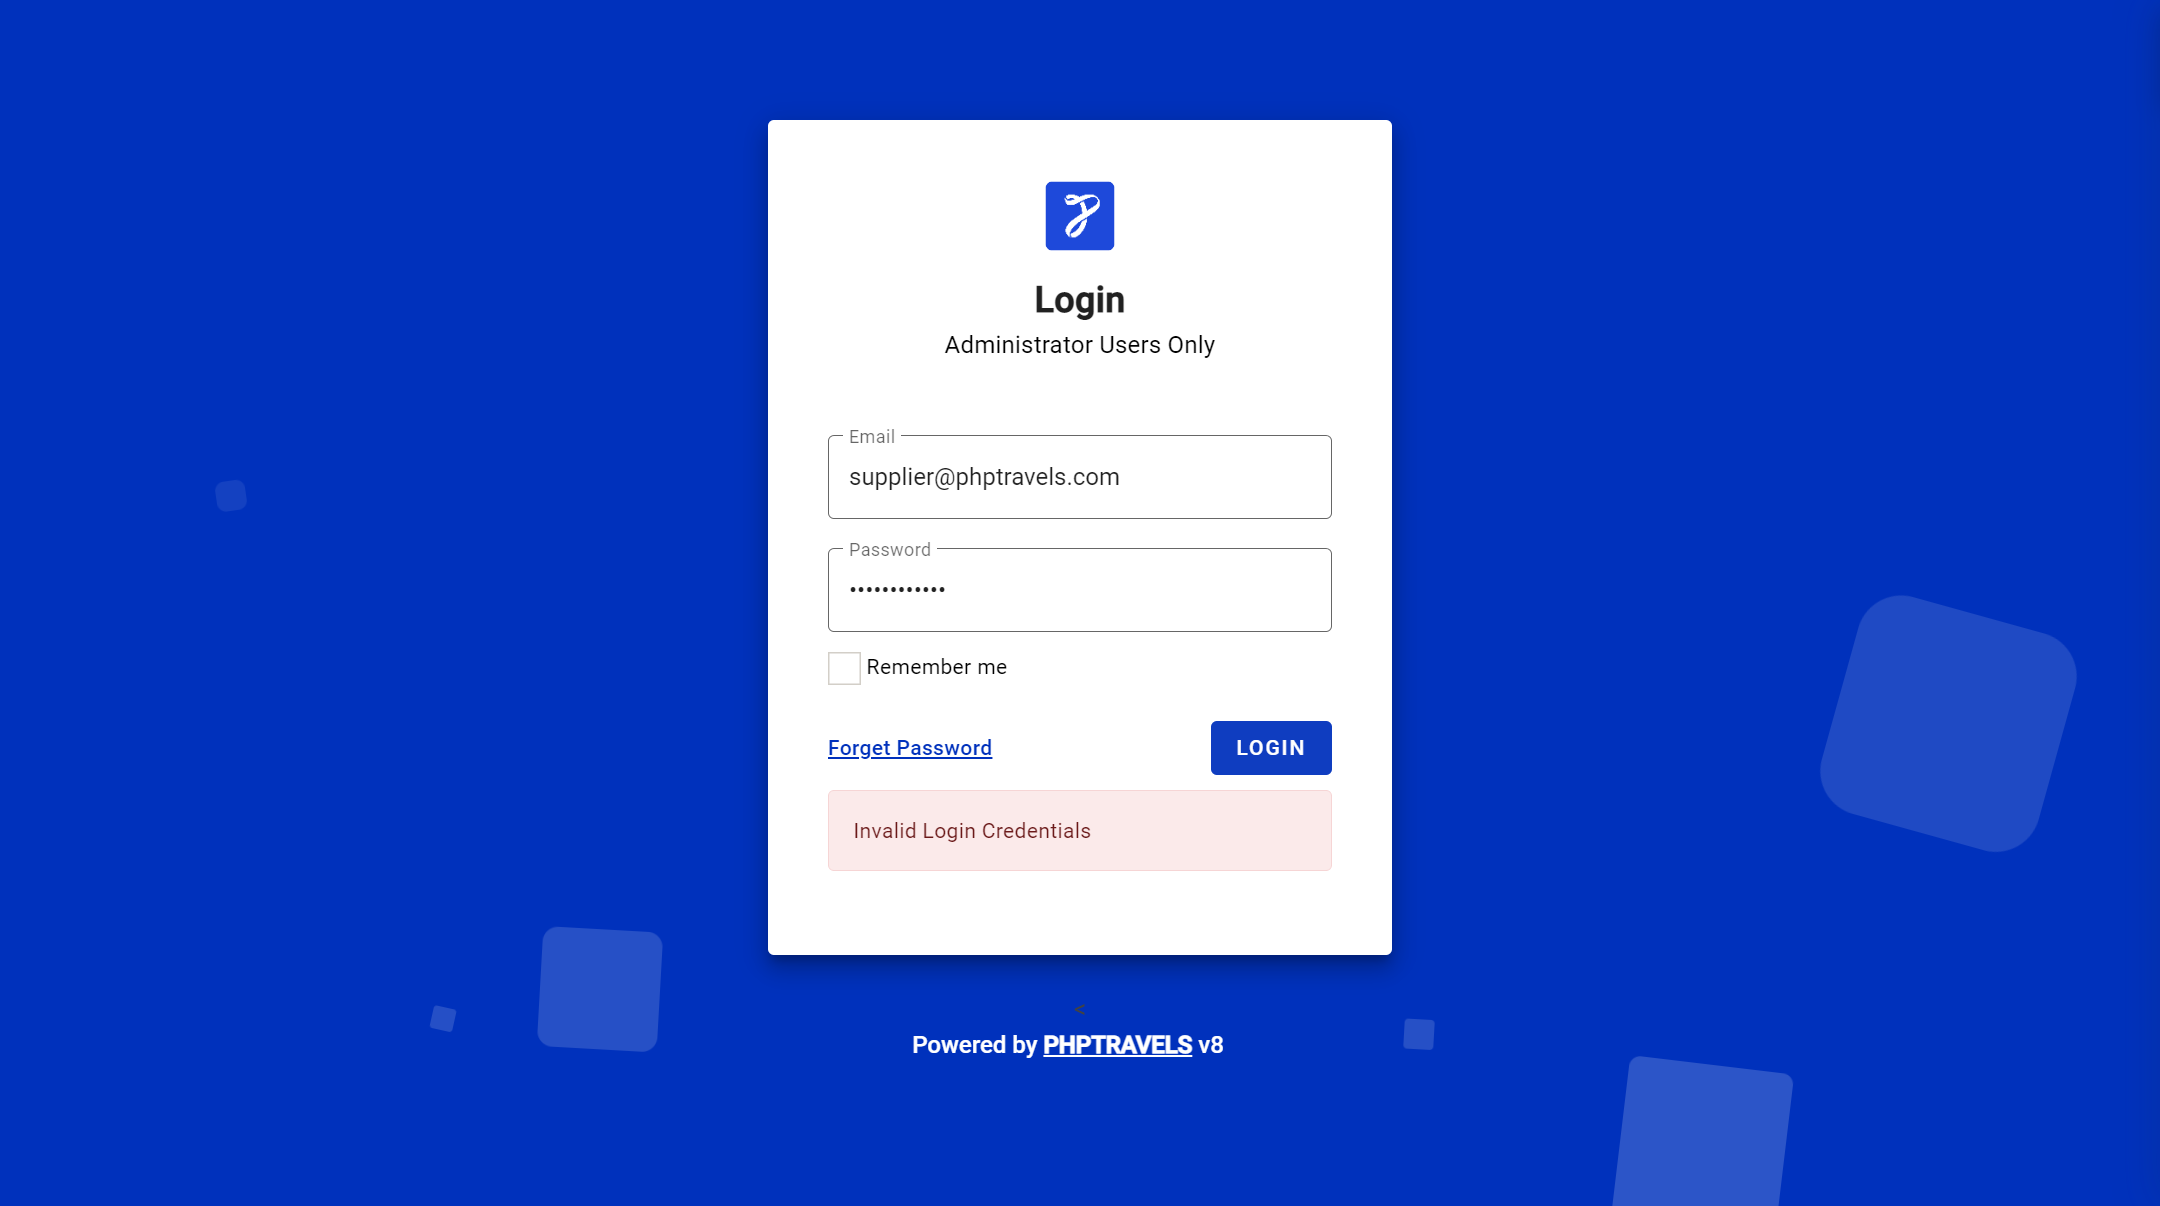 Login
Administrator Users Only
Email
supplier@phptravels.com
Password
••••••••••••
Remember me
Forget Password
LOGIN
Invalid Login Credentials
<
Powered by PHPTRAVELS v8